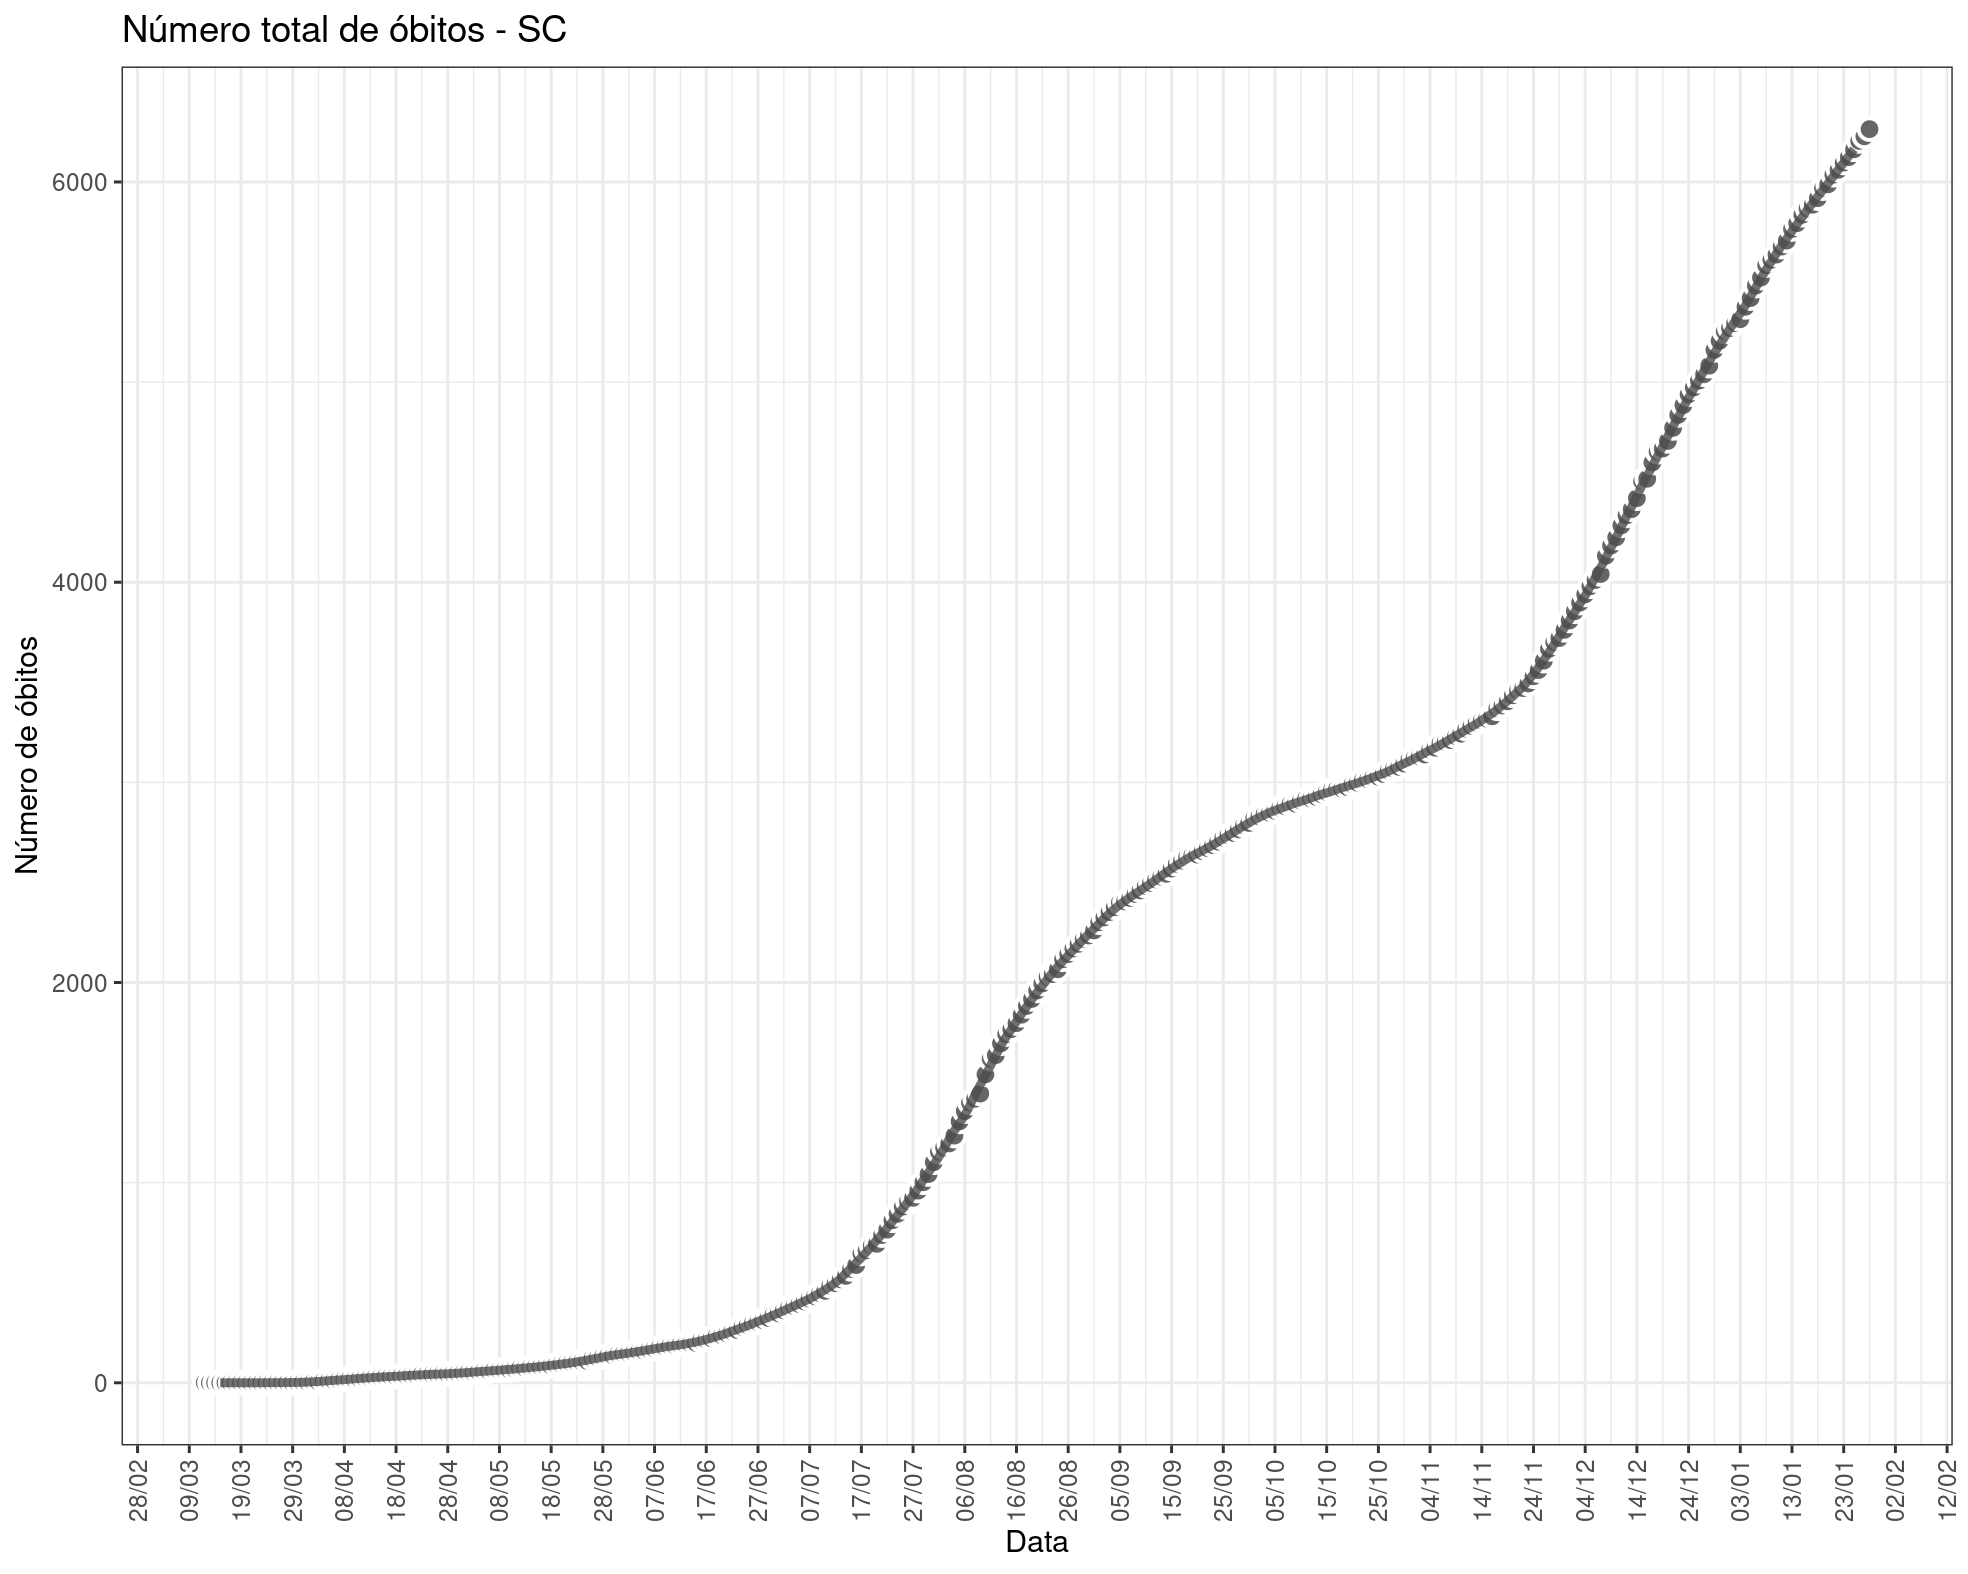 Número total de óbitos - SC
Número de óbitos
6000
4000
2000
0
28/02 09/03 19/03 29/03 08/04 18/04 28/04 08/05 18/05 28/05 07/06 17/06 27/06 07/07 17/07 27/07 06/08 16/08 26/08 05/09 15/09 25/09 05/10 15/10 25/10 04/11 14/11 24/11 04/12 14/12 24/12 03/01 13/01 23/01 02/02 12/02
Data